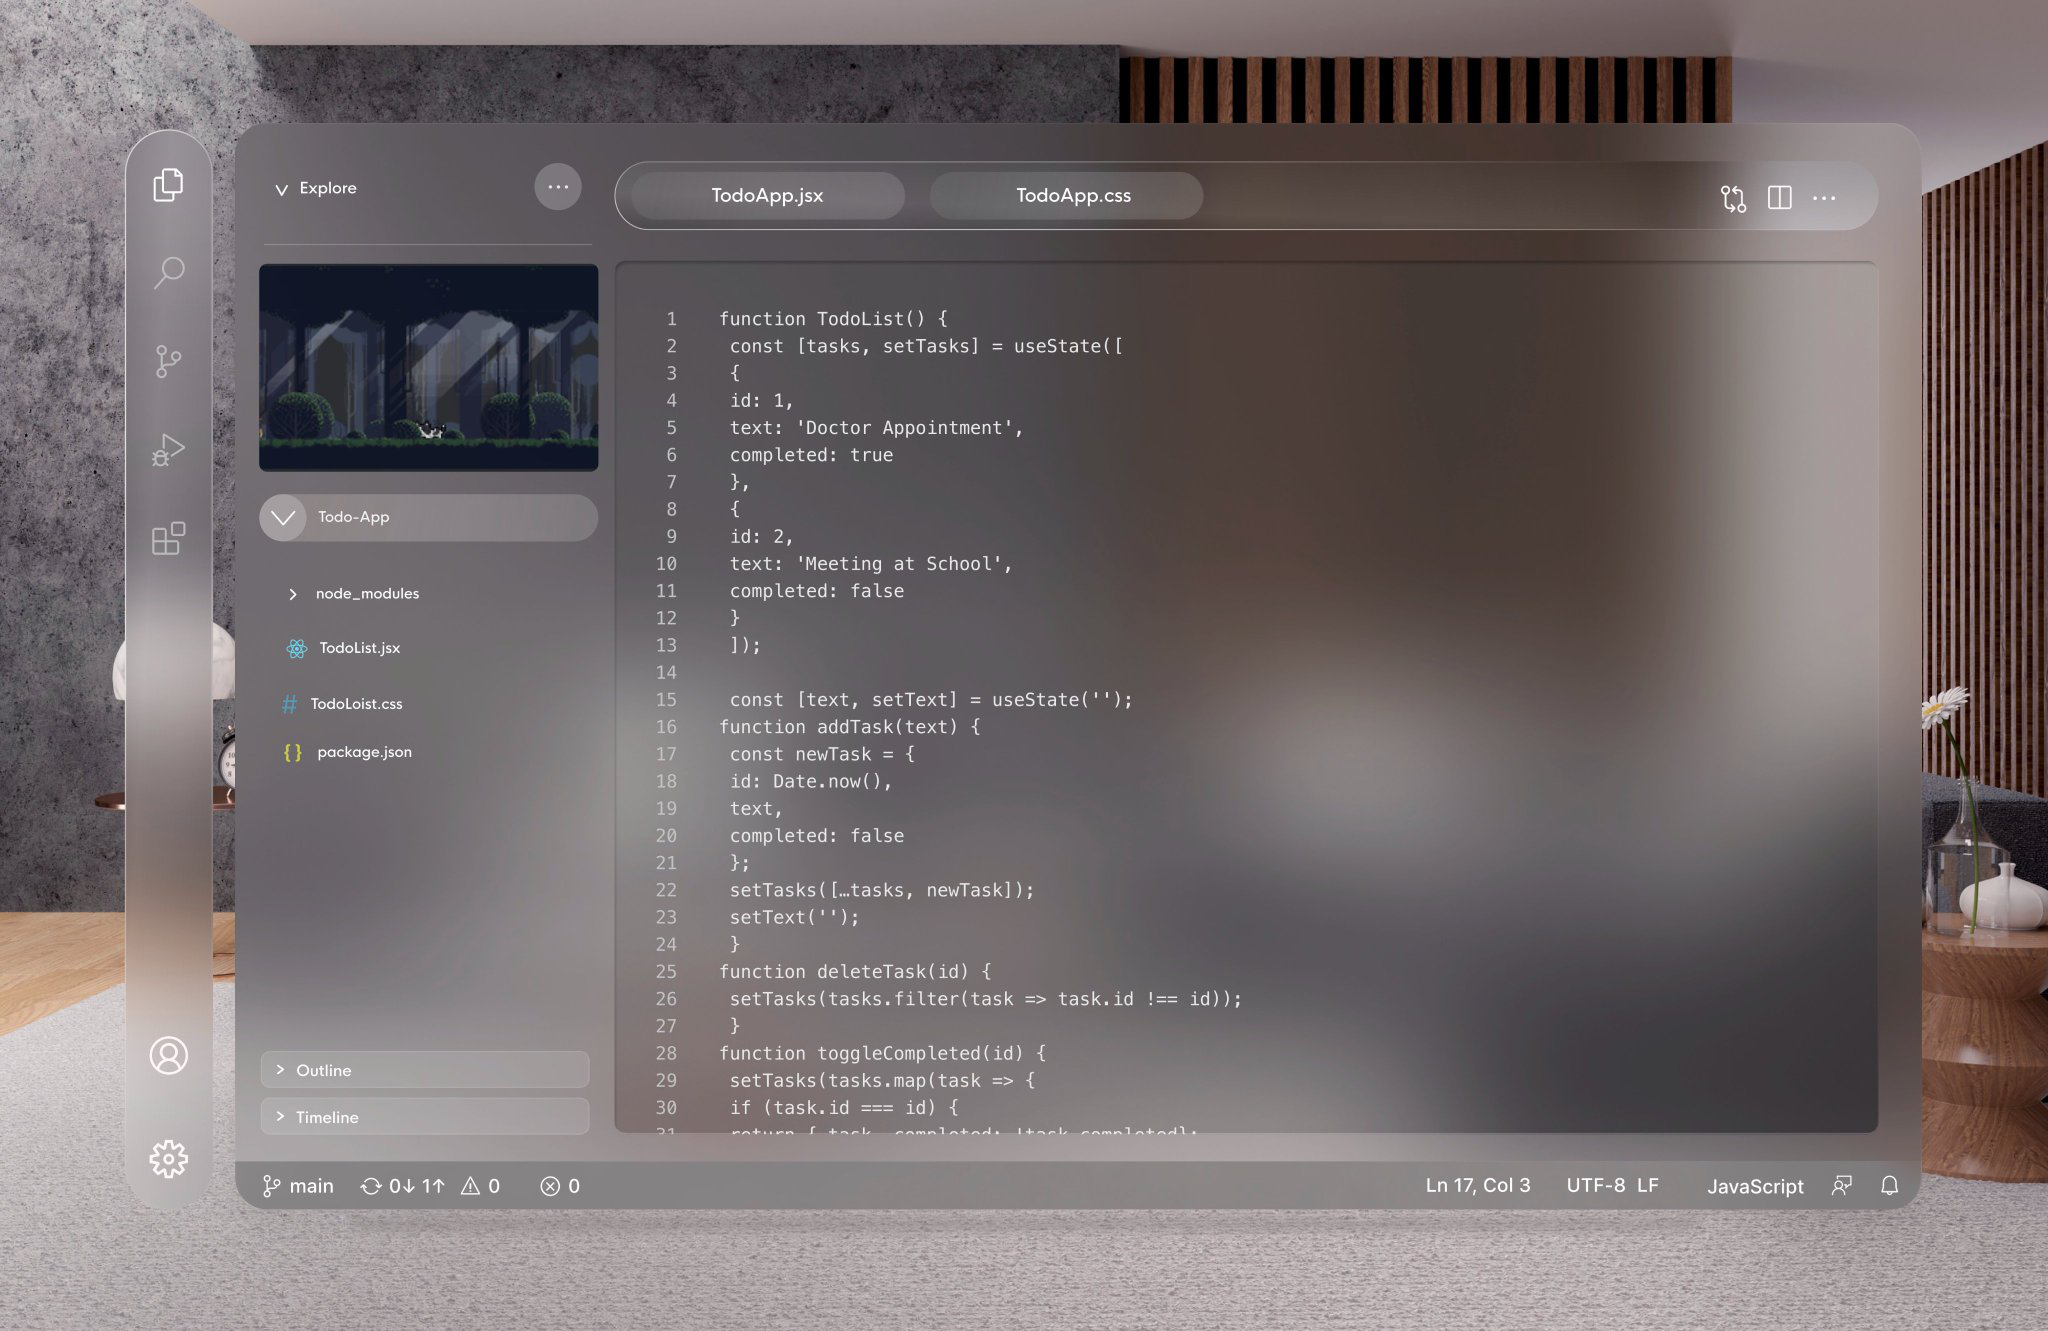 Explore
TodoApp.jsx
TodoApp.css
Todo-App
node_modules
TodoList.jsx
TodoLoist.css
package.json
Outline
Timeline
1 function TodoList() {
2 const [tasks, setTasks] = useState([
3 {
4 id: 1,
5 text: 'Doctor Appointment',
6 completed: true
7 },
8 {
9 id: 2,
10 text: 'Meeting at School',
11 completed: false
12 }
13 ]);
14
15 const [text, setText] = useState('');
16 function addTask(text) {
17 const newTask = {
18 id: Date.now(),
19 text,
20 completed: false
21 };
22 setTasks([…tasks, newTask]);
23 setText('');
24 }
25 function deleteTask(id) {
26 setTasks(tasks.filter(task => task.id !== id));
27 }
28 function toggleCompleted(id) {
29 setTasks(tasks.map(task => {
30 if (task.id === id) {
31 return { task, completed: !task.completed};
main 0↓ 1↑ 0 0
Ln 17, Col 3 UTF-8 LF JavaScript